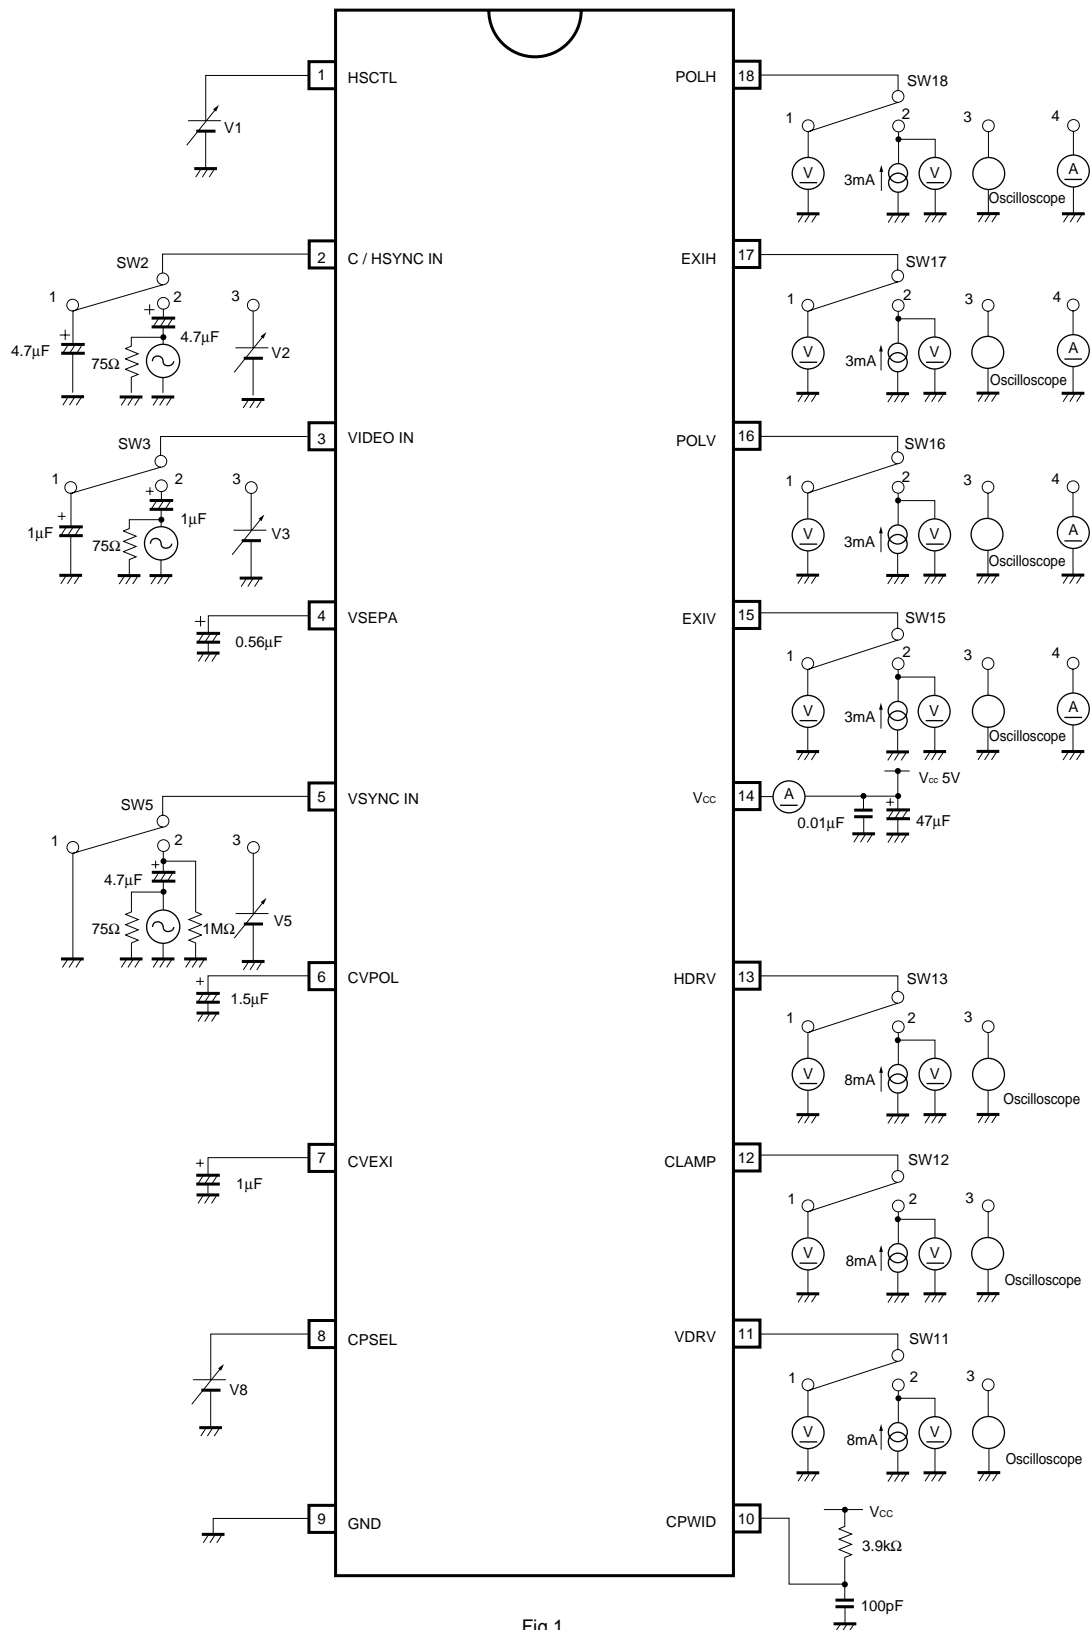 1 HSCTL
V1
SW2
2 C / HSYNC IN
1 2 3
4.7µF 4.7µF
75Ω
V2
SW3
3 VIDEO IN
1 2 3
1µF 1µF
75Ω
V3
4 VSEPA
0.56µF
SW5
5 VSYNC IN
1 2 3
4.7µF
75Ω 1MΩ V5
6 CVPOL
1.5µF
7 CVEXI
1µF
8 CPSEL
V8
9 GND
POLH 18
SW18
1 2 3 4
V 3mA V A
Oscilloscope
EXIH 17
SW17
1 2 3 4
V 3mA V A
Oscilloscope
POLV 16
SW16
1 2 3 4
V 3mA V A
Oscilloscope
EXIV 15
SW15
1 2 3 4
V 3mA V A
Oscilloscope
Vcc 5V
Vcc 14 A
0.01µF 47µF
HDRV 13
SW13
1 2 3
V 8mA V
Oscilloscope
CLAMP 12
SW12
1 2 3
V 8mA V
Oscilloscope
VDRV 11
SW11
1 2 3
V 8mA V
Oscilloscope
CPWID 10
Vcc
3.9kΩ
100pF
Fig.1